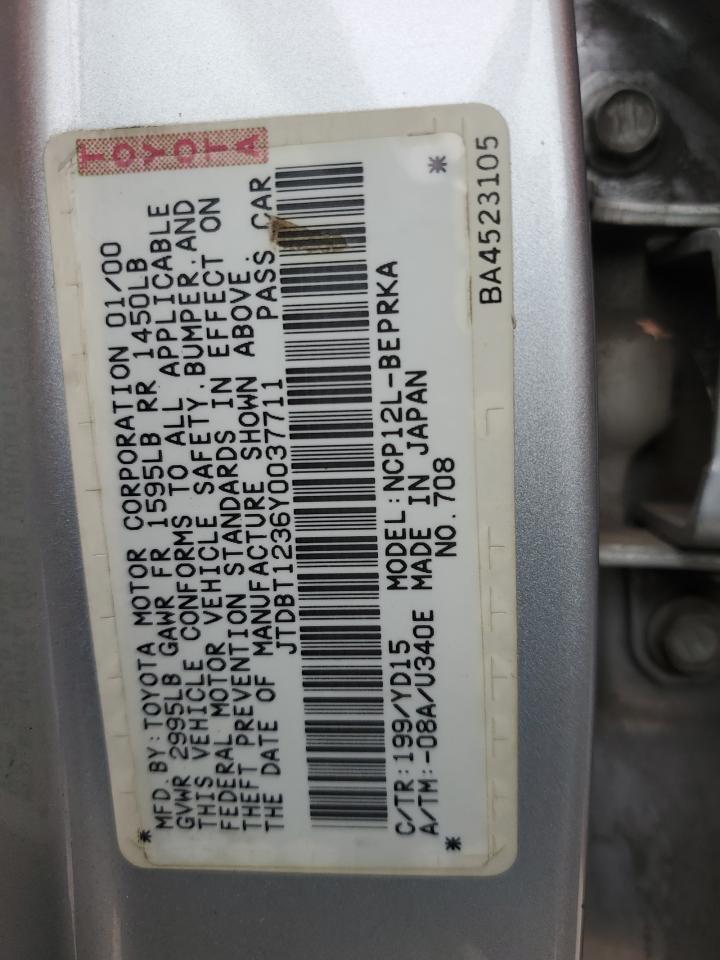 TOYOTA
MFD. BY: TOYOTA MOTOR CORPORATION 01/00
GVWR 2995LB GAWR FR 1595LB RR 1450LB
THIS VEHICLE CONFORMS TO ALL APPLICABLE
FEDERAL MOTOR VEHICLE SAFETY. BUMPER. AND
THEFT PREVENTION STANDARDS IN EFFECT ON
THE DATE OF MANUFACTURE SHOWN ABOVE.
JTDBT1236Y0037711 PASS. CAR
C/TR: 199/YD15 MODEL: NCP12L-BEPRKA
A/TM: -08A/U340E MADE IN JAPAN
NO. 708
BA4523105